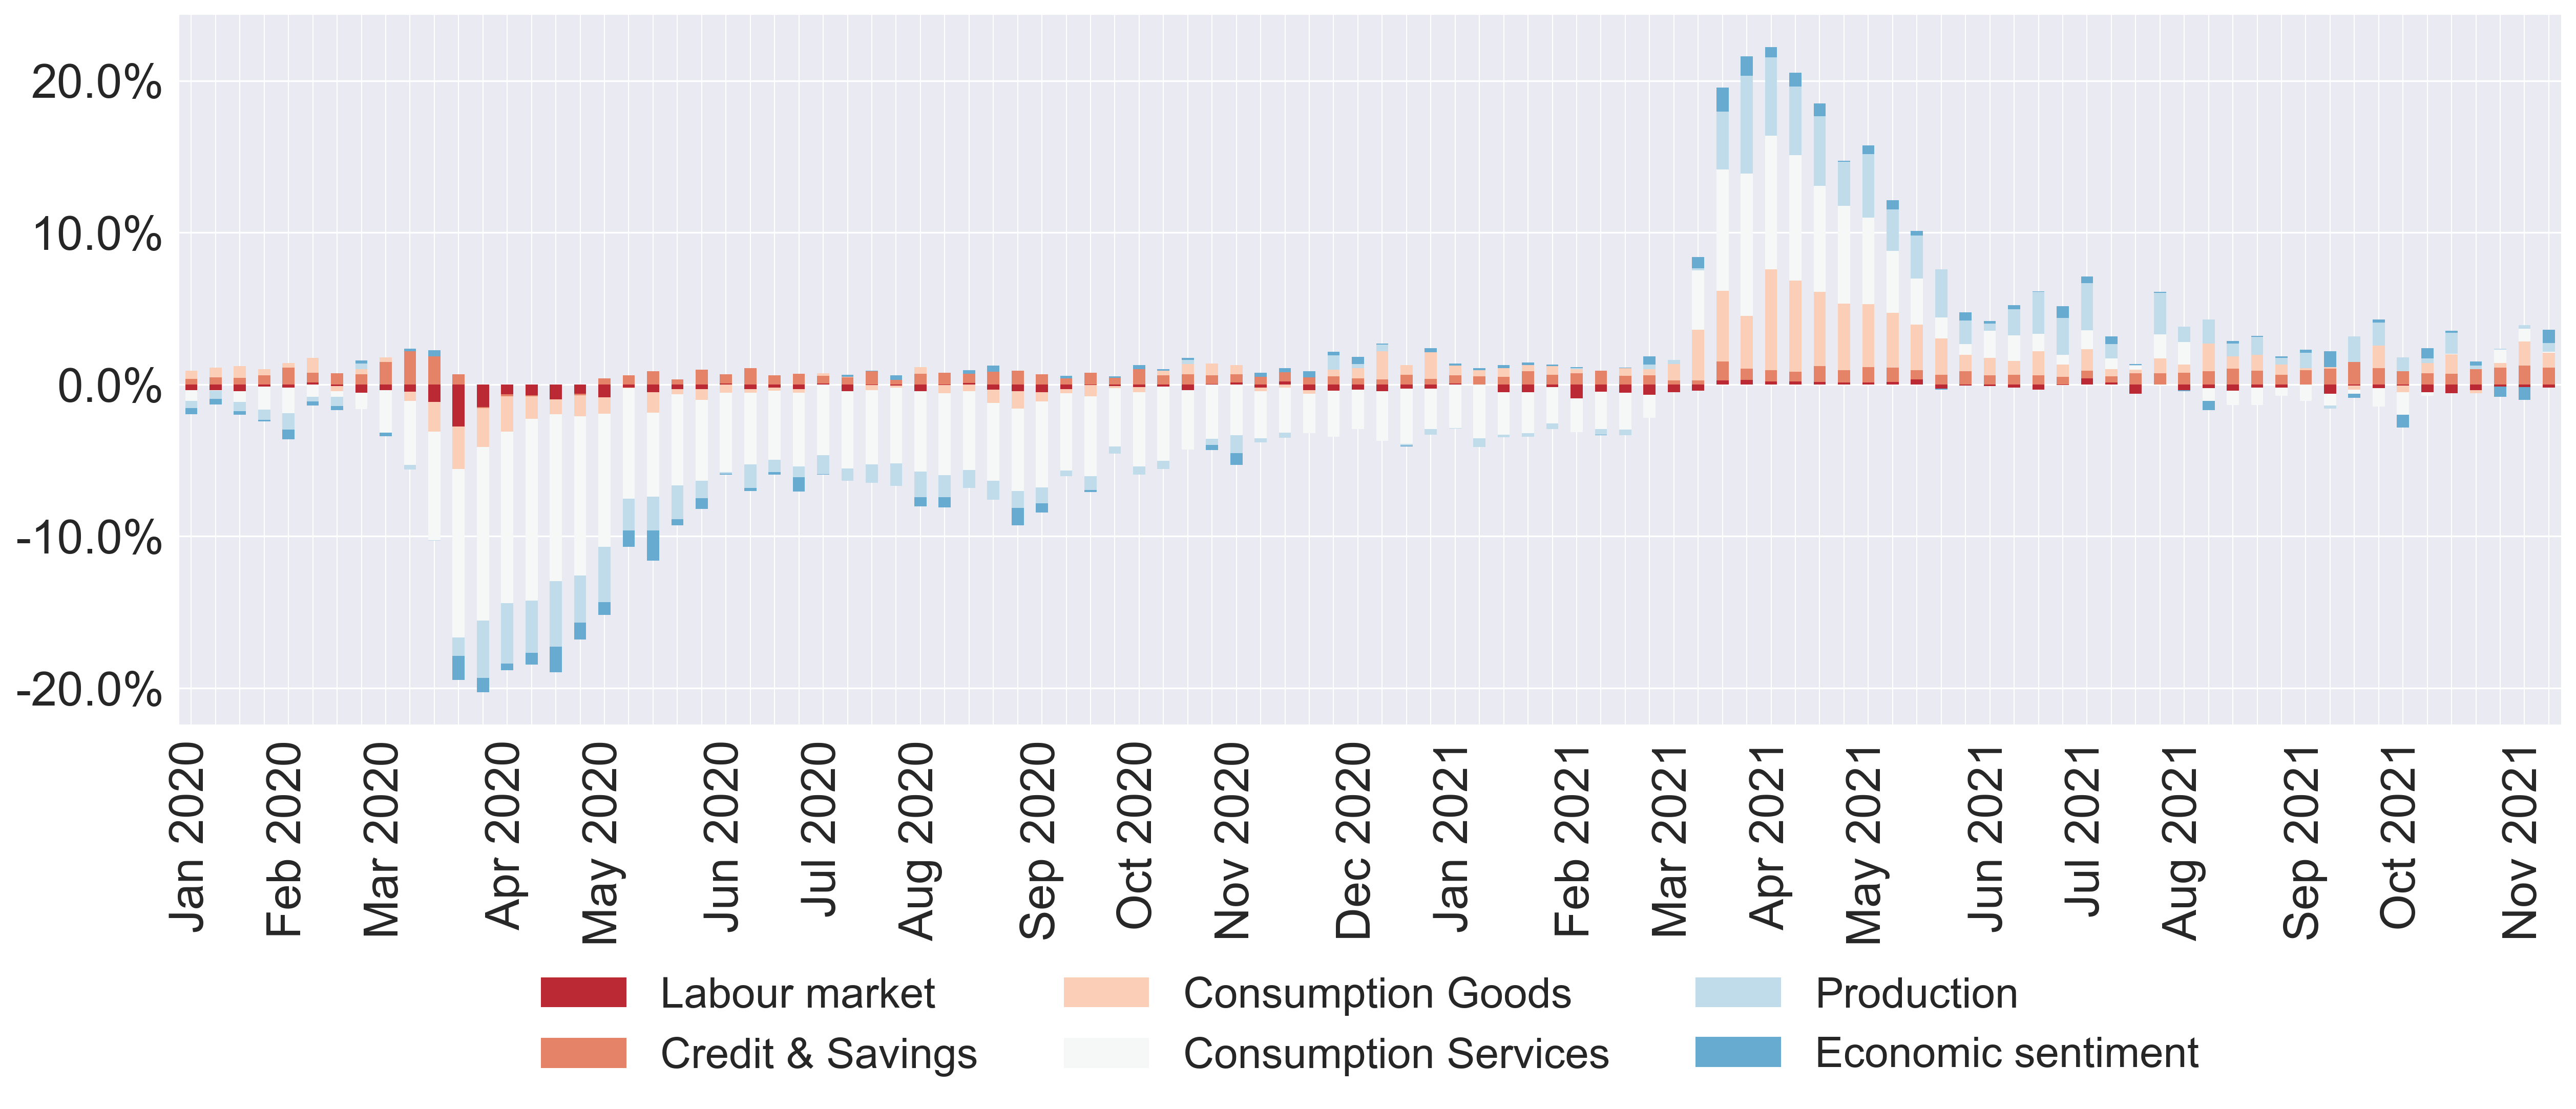 20.0%
10.0%
0.0%
-10.0%
-20.0%
Jan 2020
Feb 2020
Mar 2020
Apr 2020
May 2020
Jun 2020
Jul 2020
Aug 2020
Sep 2020
Oct 2020
Nov 2020
Dec 2020
Jan 2021
Feb 2021
Mar 2021
Apr 2021
May 2021
Jun 2021
Jul 2021
Aug 2021
Sep 2021
Oct 2021
Nov 2021
Labour market
Consumption Goods
Production
Credit & Savings
Consumption Services
Economic sentiment